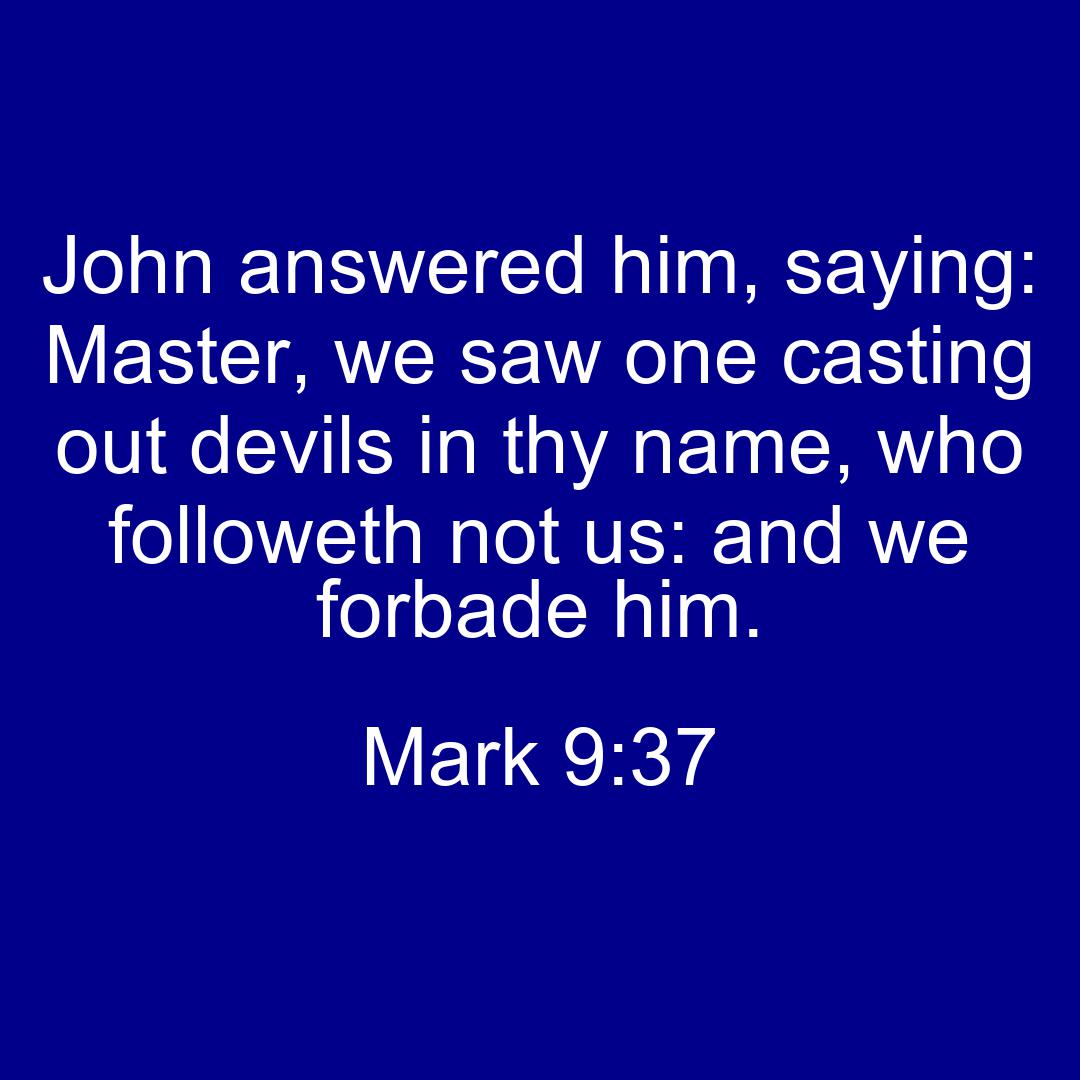 John answered him, saying:
Master, we saw one casting
out devils in thy name, who
followeth not us: and we
forbade him.
Mark 9:37